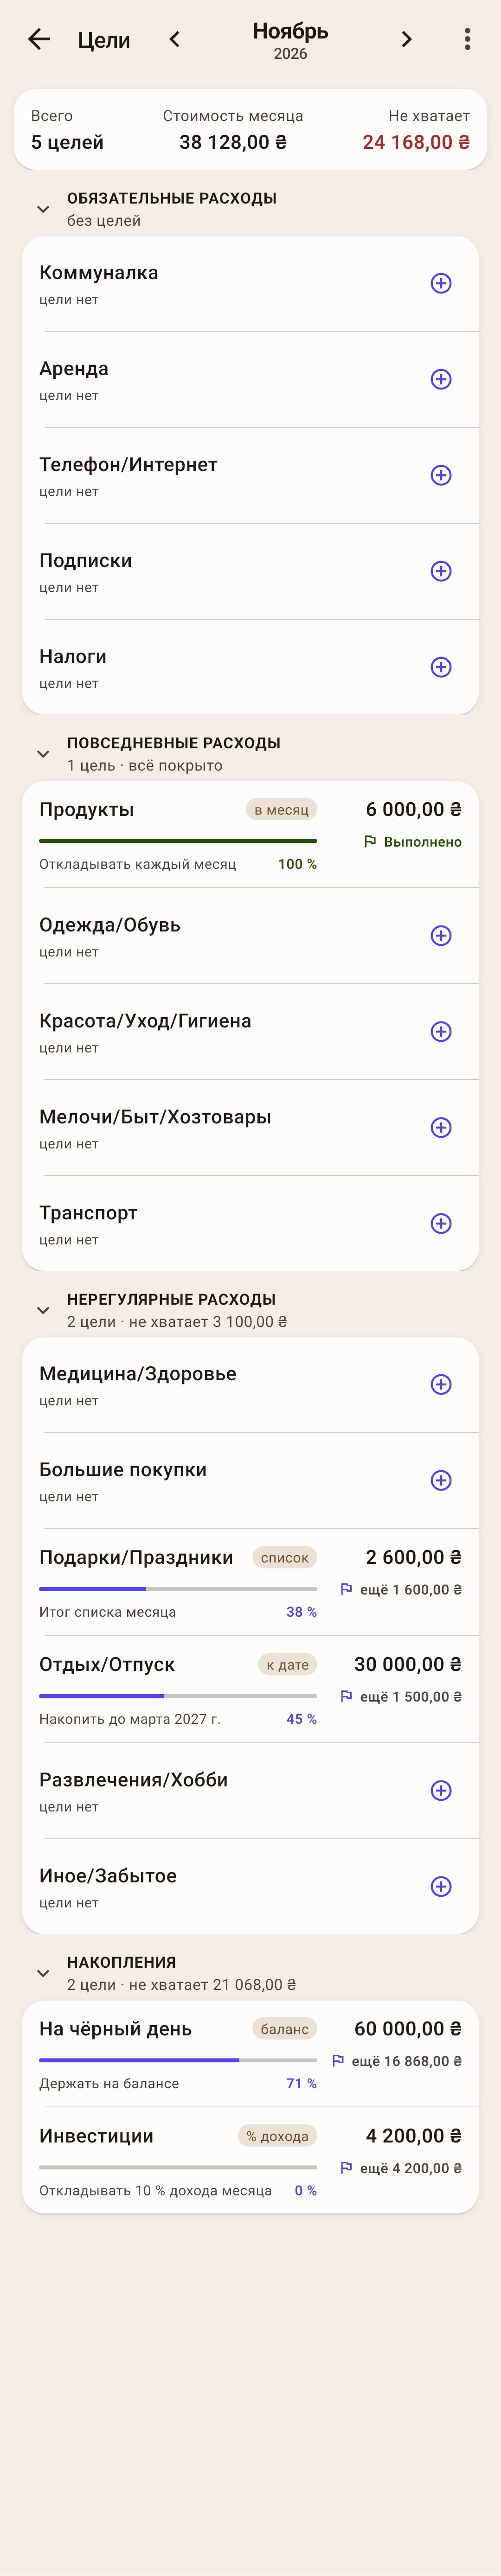 Цели
Ноябрь
2026
Всего
Стоимость месяца
Не хватает
5 целей
38 128,00 ₴
24 168,00 ₴
ОБЯЗАТЕЛЬНЫЕ РАСХОДЫ
без целей
Коммуналка
цели нет
Аренда
цели нет
Телефон/Интернет
цели нет
Подписки
цели нет
Налоги
цели нет
ПОВСЕДНЕВНЫЕ РАСХОДЫ
1 цель · всё покрыто
Продукты
в месяц
6 000,00 ₴
Выполнено
Откладывать каждый месяц
100 %
Одежда/Обувь
цели нет
Красота/Уход/Гигиена
цели нет
Мелочи/Быт/Хозтовары
цели нет
Транспорт
цели нет
НЕРЕГУЛЯРНЫЕ РАСХОДЫ
2 цели · не хватает 3 100,00 ₴
Медицина/Здоровье
цели нет
Большие покупки
цели нет
Подарки/Праздники
список
2 600,00 ₴
ещё 1 600,00 ₴
Итог списка месяца
38 %
Отдых/Отпуск
к дате
30 000,00 ₴
ещё 1 500,00 ₴
Накопить до марта 2027 г.
45 %
Развлечения/Хобби
цели нет
Иное/Забытое
цели нет
НАКОПЛЕНИЯ
2 цели · не хватает 21 068,00 ₴
На чёрный день
баланс
60 000,00 ₴
ещё 16 868,00 ₴
Держать на балансе
71 %
Инвестиции
% дохода
4 200,00 ₴
ещё 4 200,00 ₴
Откладывать 10 % дохода месяца
0 %